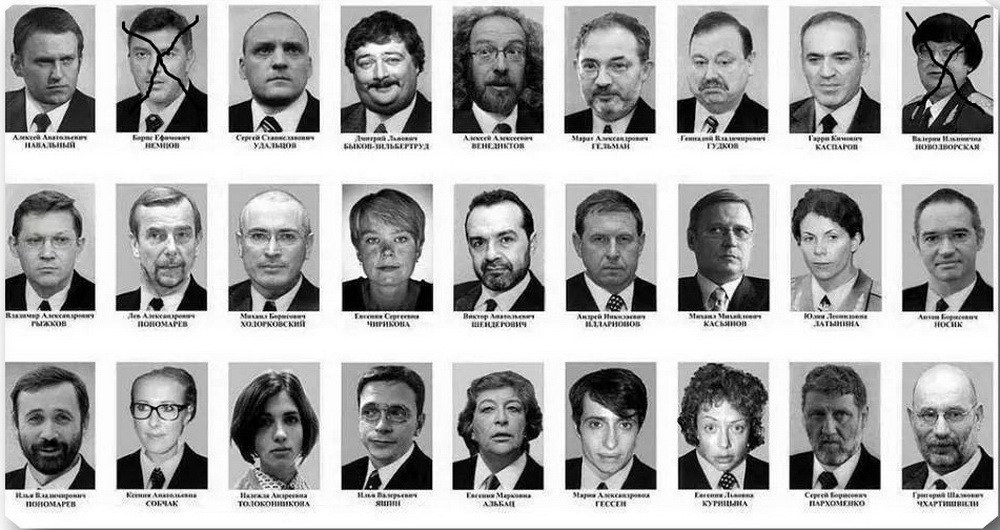 Алексей Анатольевич
НАВАЛЬНЫЙ
Борис Ефимович
НЕМЦОВ
Сергей Станиславович
УДАЛЬЦОВ
Дмитрий Львович
БЫКОВ-ЗИЛЬБЕРТРУД
Алексей Алексеевич
ВЕНЕДИКТОВ
Марат Александрович
ГЕЛЬМАН
Геннадий Владимирович
ГУДКОВ
Гарри Кимович
КАСПАРОВ
Валерия Ильинична
НОВОДВОРСКАЯ
Владимир Александрович
РЫЖКОВ
Лев Александрович
ПОНОМАРЕВ
Михаил Борисович
ХОДОРКОВСКИЙ
Евгения Сергеевна
ЧИРИКОВА
Виктор Анатольевич
ШЕНДЕРОВИЧ
Андрей Николаевич
ИЛЛАРИОНОВ
Михаил Михайлович
КАСЬЯНОВ
Юлия Леонидовна
ЛАТЫНИНА
Антон Борисович
НОСИК
Илья Владимирович
ПОНОМАРЕВ
Ксения Анатольевна
СОБЧАК
Надежда Андреевна
ТОЛОКОННИКОВА
Илья Валерьевич
ЯШИН
Евгения Марковна
АЛЬБАЦ
Мария Александровна
ГЕССЕН
Евгения Львовна
КУРИЦЫНА
Сергей Борисович
ПАРХОМЕНКО
Григорий Шалвович
ЧХАРТИШВИЛИ